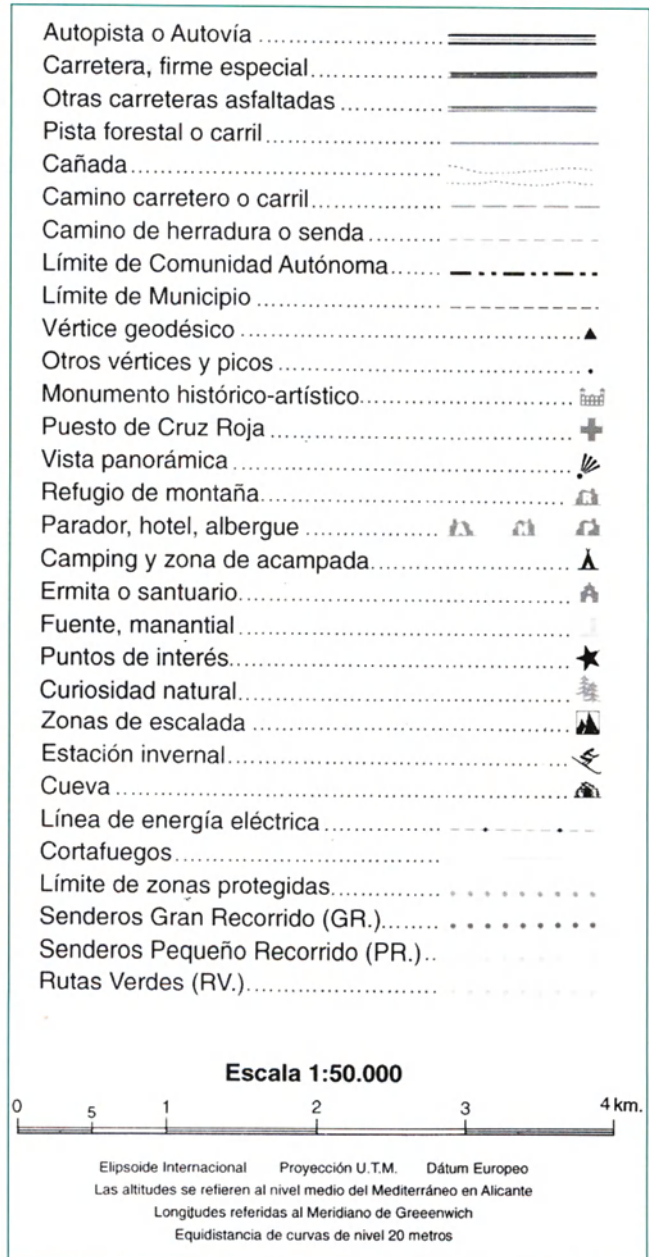 Autopista o Autovía
Carretera, firme especial
Otras carreteras asfaltadas
Pista forestal o carril
Cañada
Camino carretero o carril
Camino de herradura o senda
Límite de Comunidad Autónoma
Límite de Municipio
Vértice geodésico
Otros vértices y picos
Monumento histórico-artístico
Puesto de Cruz Roja
Vista panorámica
Refugio de montaña
Parador, hotel, albergue
Camping y zona de acampada
Ermita o santuario
Fuente, manantial
Puntos de interés
Curiosidad natural
Zonas de escalada
Estación invernal
Cueva
Línea de energía eléctrica
Cortafuegos
Límite de zonas protegidas
Senderos Gran Recorrido (GR.)
Senderos Pequeño Recorrido (PR.)
Rutas Verdes (RV.)
Escala 1:50.000
0 5 1 2 3 4 km.
Elipsoide Internacional Proyección U.T.M. Dátum Europeo
Las altitudes se refieren al nivel medio del Mediterráneo en Alicante
Longitudes referidas al Meridiano de Greeenwich
Equidistancia de curvas de nivel 20 metros